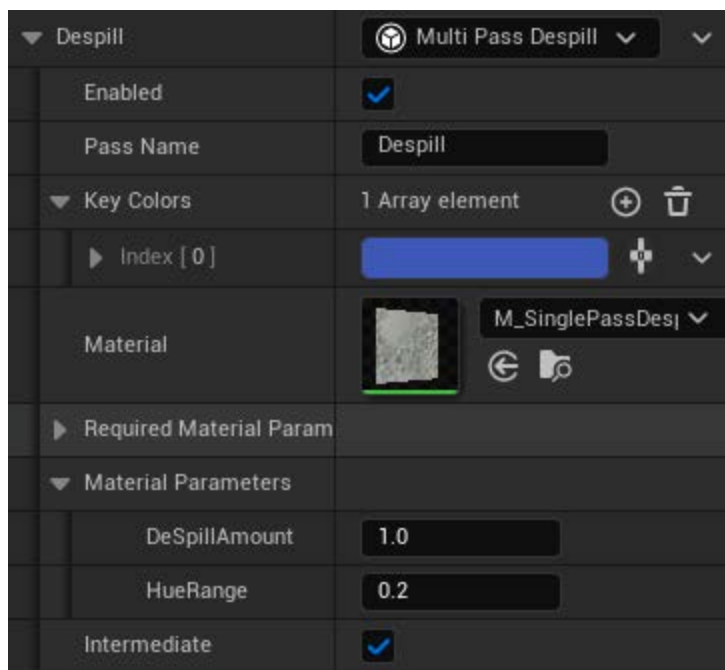 Despill
Multi Pass Despill
Enabled
Pass Name
Despill
Key Colors
1 Array element
Index [ 0 ]
Material
M_SinglePassDesp
Required Material Param
Material Parameters
DeSpillAmount
1.0
HueRange
0.2
Intermediate